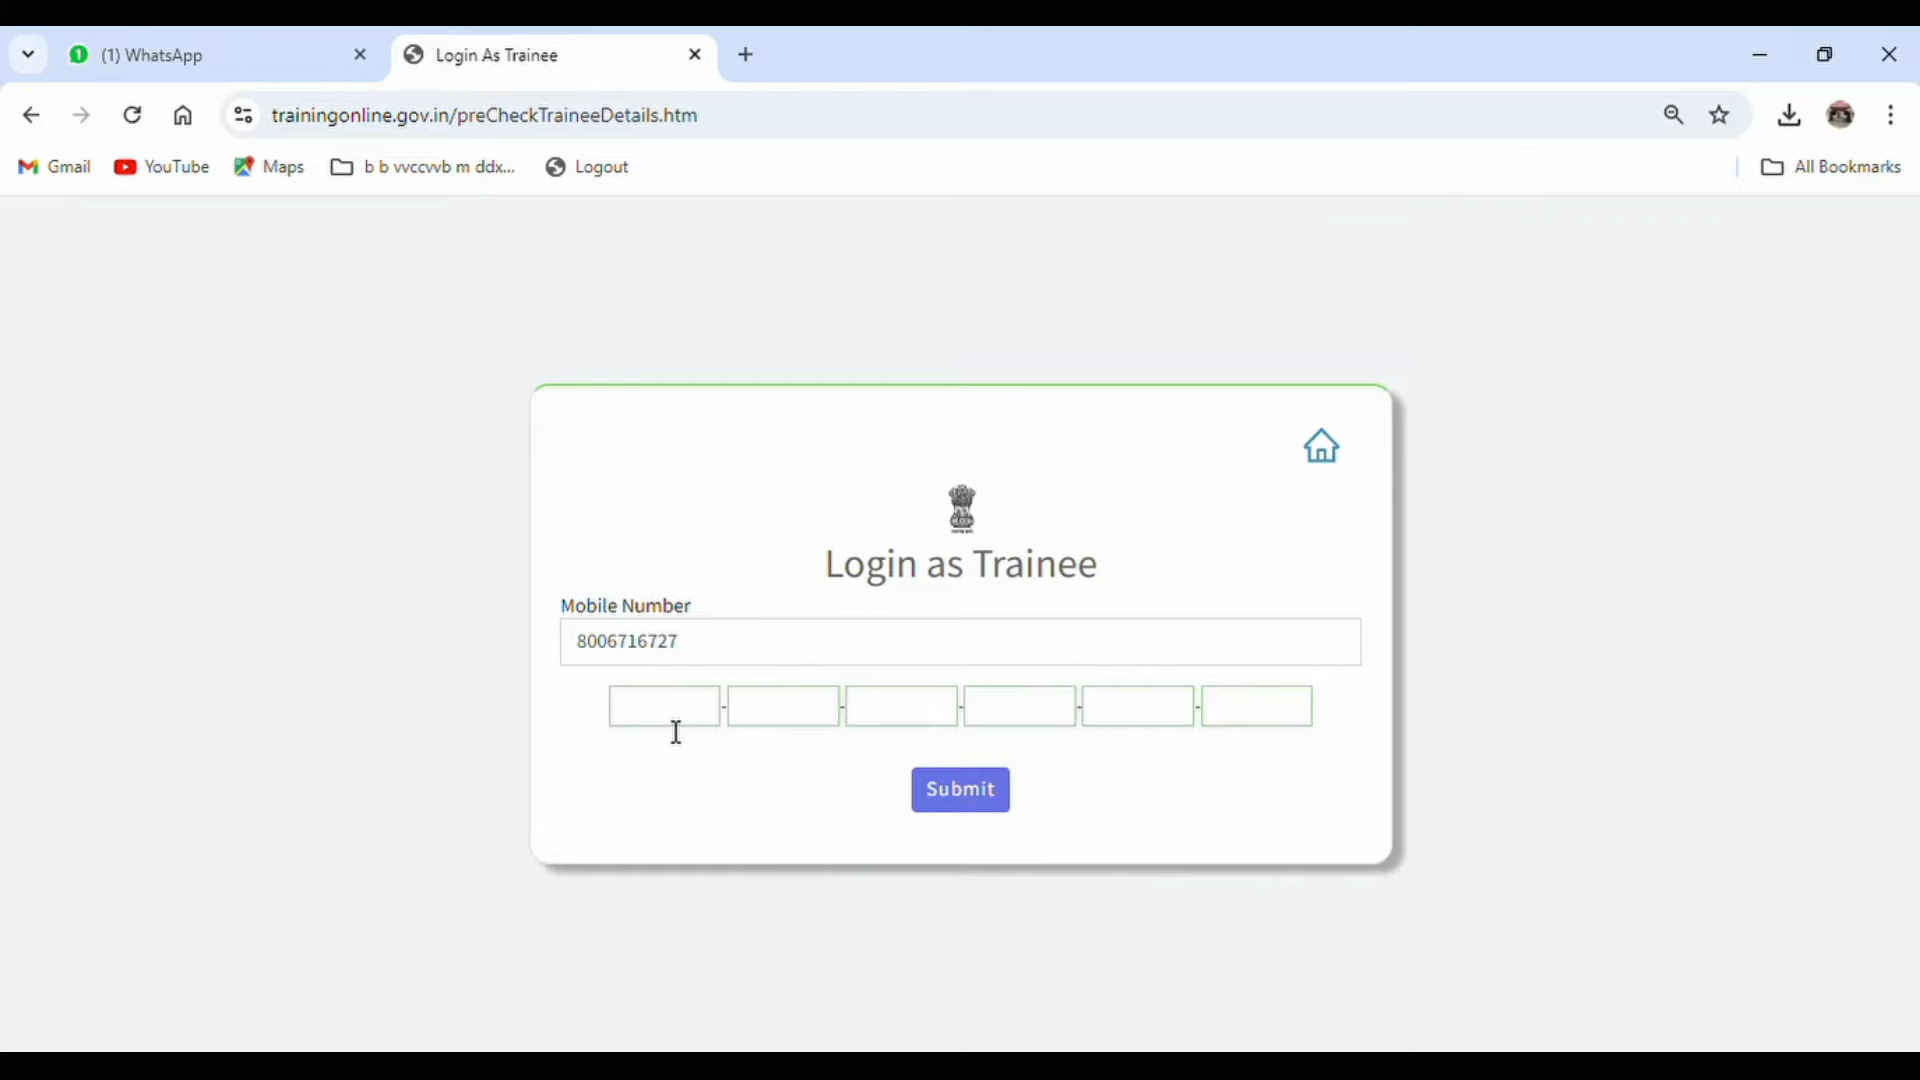 (1) WhatsApp
Login As Trainee
trainingonline.gov.in/preCheckTraineeDetails.htm
Gmail
YouTube
Maps
b b vvccvvb m ddx...
Logout
All Bookmarks
Login as Trainee
Mobile Number
8006716727
- - - - -
Submit